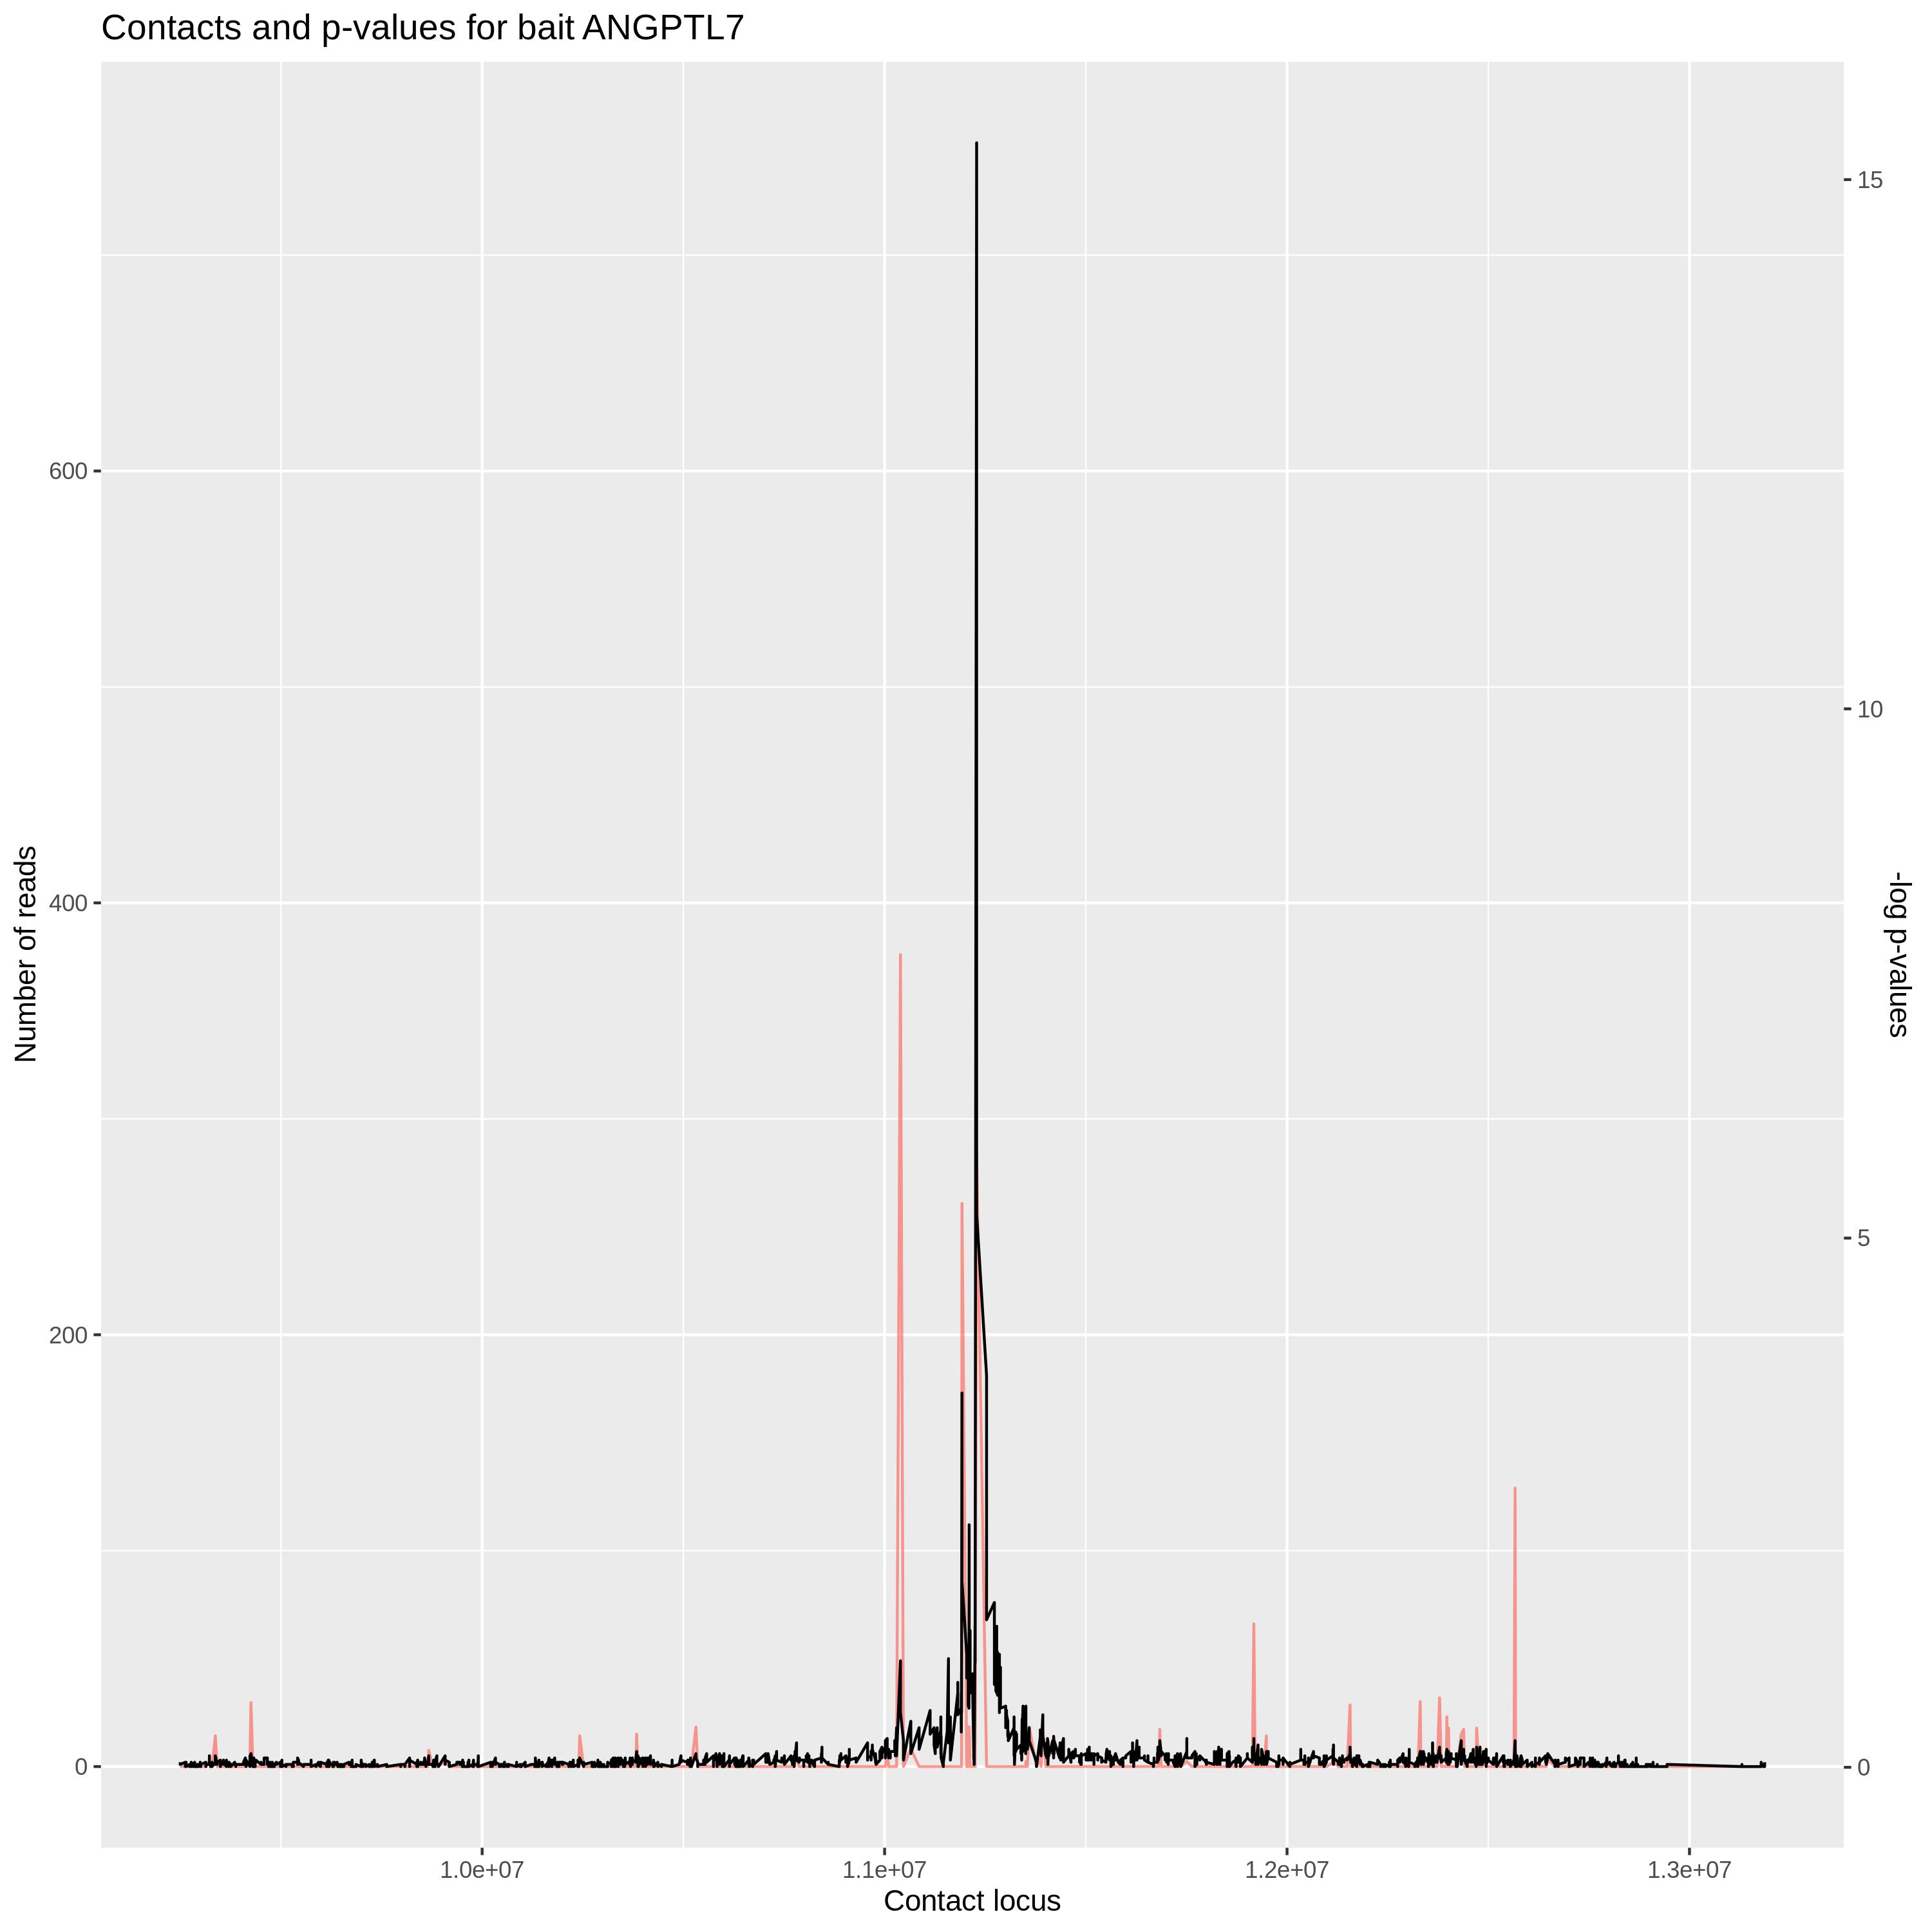 Contacts and p-values for bait ANGPTL7
15
600
10
400
Number of reads
-log p-values
5
200
0
0
1.0e+07
1.1e+07
1.2e+07
1.3e+07
Contact locus